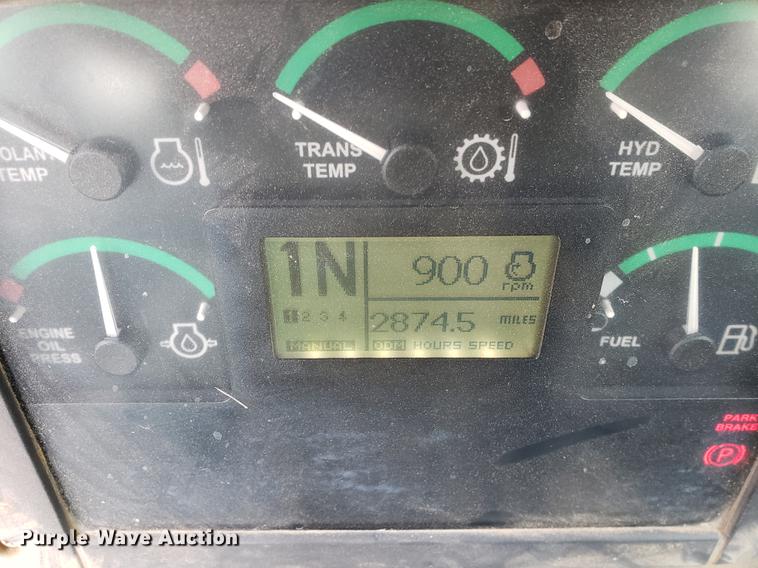 OLANT TEMP
TRANS TEMP
HYD TEMP
1N
900 rpm
1 2 3 4
2874.5 MILES
MANUAL ODM HOURS SPEED
ENGINE OIL PRESS
FUEL
PARK BRAKE
P
Purple Wave Auction